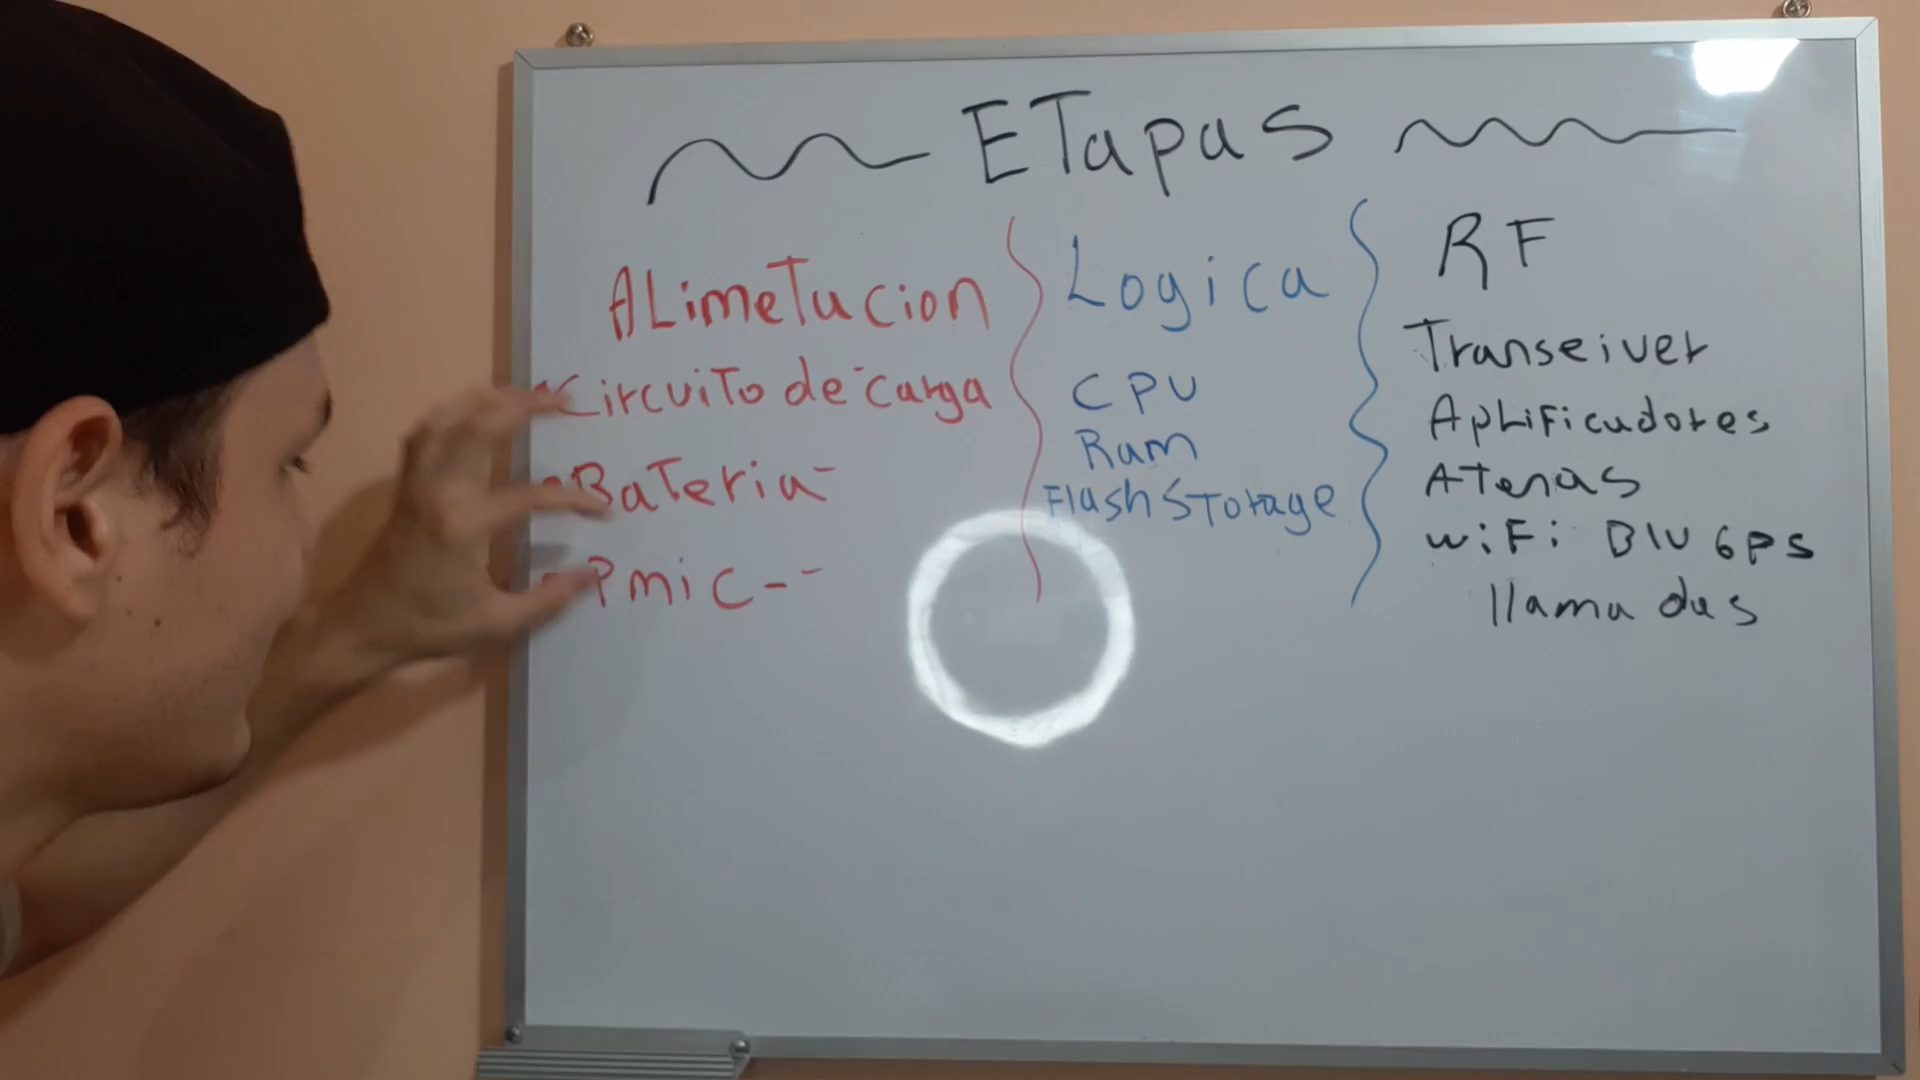 ETapas
ALimeTacion
Circuito de carga
BaTeria
Pmic--
Logica
CPU
Ram
Flash STorage
RF
Transeiver
Aplificadores
ATenas
wiFi Blu Gps
llamadas